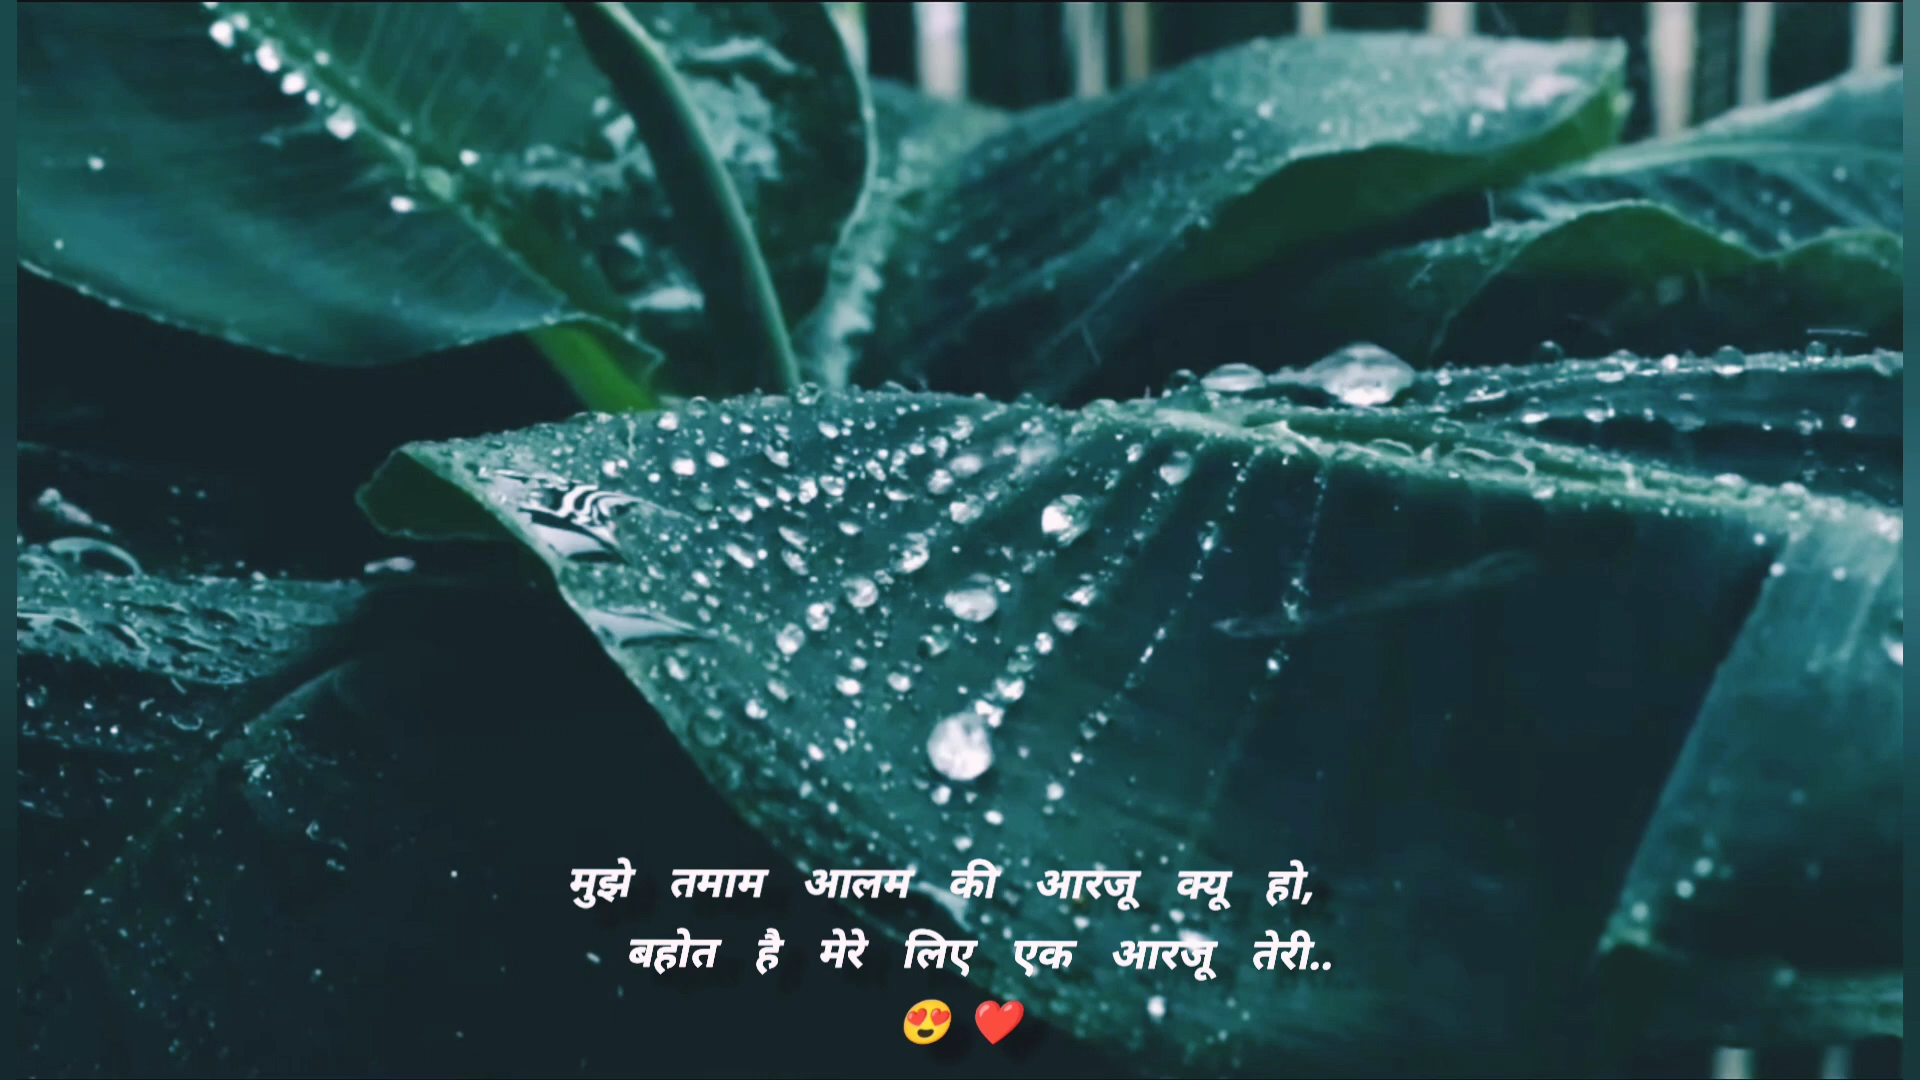 मुझे तमाम आलम की आरजू क्यू हो,
बहोत है मेरे लिए एक आरजू तेरी..
😍 ❤️